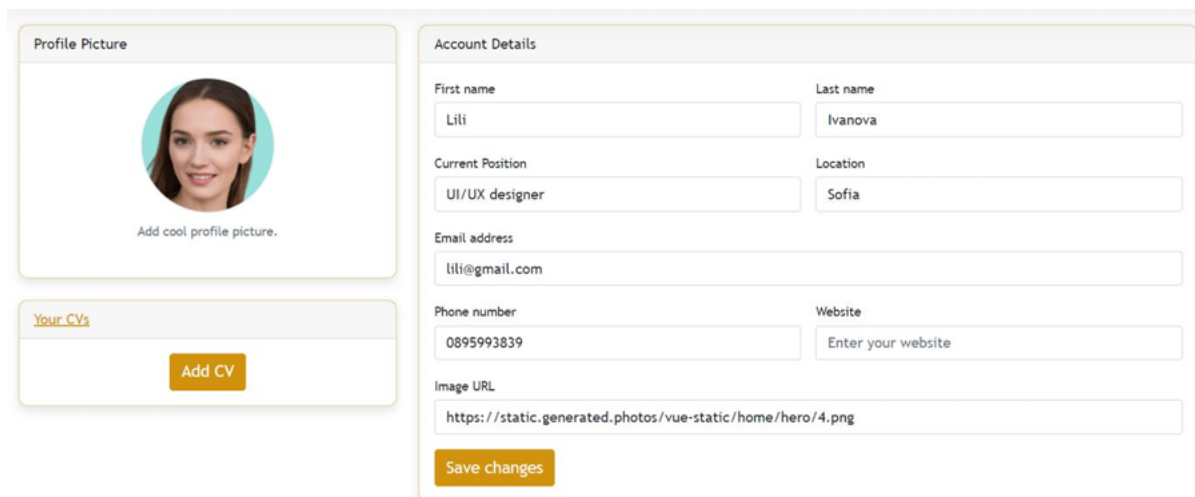 Profile Picture
Add cool profile picture.
Your CVs
Add CV
Account Details
First name
Last name
Lili
Ivanova
Current Position
Location
UI/UX designer
Sofia
Email address
lili@gmail.com
Phone number
Website
0895993839
Enter your website
Image URL
https://static.generated.photos/vue-static/home/hero/4.png
Save changes